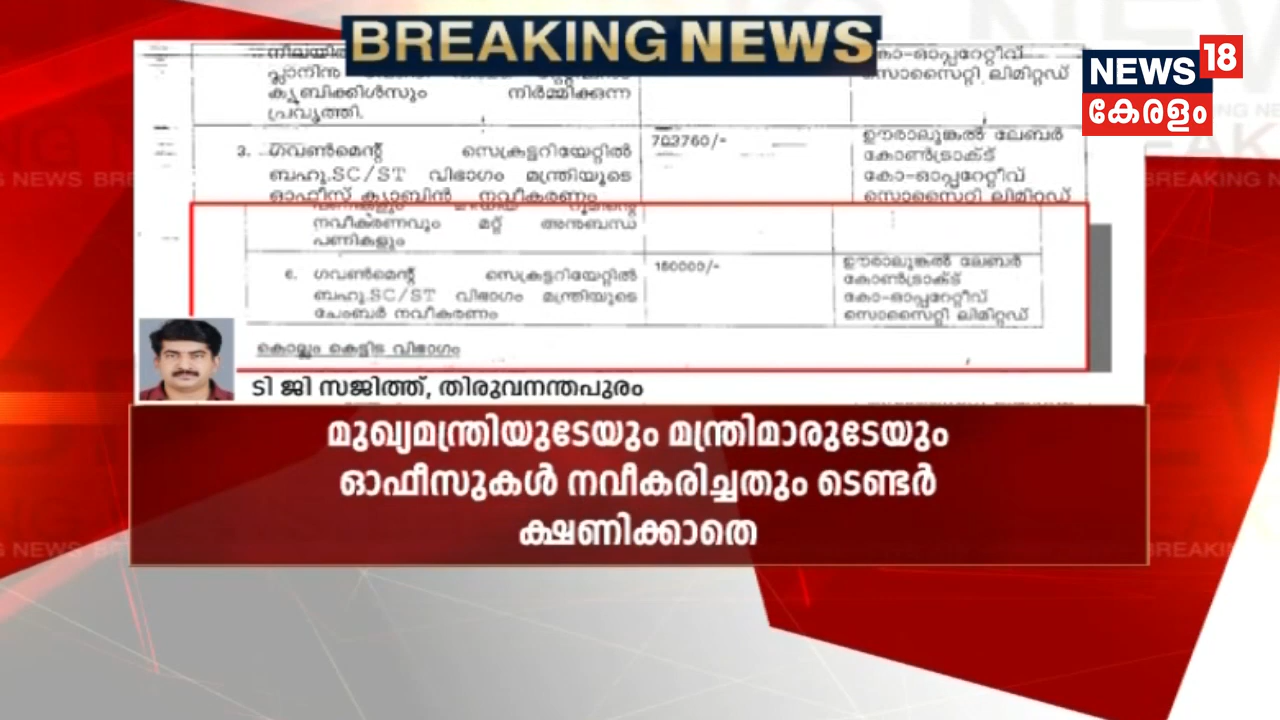 BREAKING NEWS
NEWS 18
കേരളം
ക്യുബിക്കിൾസും നിർമ്മിക്കുന്ന
പ്രവൃത്തി.
കോ-ഓപ്പറേറ്റീവ്
സൊസൈറ്റി ലിമിറ്റഡ്
3. ഗവൺമെന്റ് സെക്രട്ടറിയേറ്റിൽ
ബഹു.SC/ST വിഭാഗം മന്ത്രിയുടെ
ഓഫീസ് ക്യാബിൻ നവീകരണം
703760/-
ഊരാലുങ്കൽ ലേബർ
കോൺട്രാക്ട്
കോ-ഓപ്പറേറ്റീവ്
സൊസൈറ്റി ലിമിറ്റഡ്
നവീകരണവും മറ്റ് അനുബന്ധ
പണികളും
ഗവൺമെന്റ് സെക്രട്ടറിയേറ്റിൽ
ബഹു.SC/ST വിഭാഗം മന്ത്രിയുടെ
ചേംബർ നവീകരണം
160000/-
ഊരാലുങ്കൽ ലേബർ
കോൺട്രാക്ട്
കോ-ഓപ്പറേറ്റീവ്
സൊസൈറ്റി ലിമിറ്റഡ്
കൊല്ലം കെട്ടിട വിഭാഗം
ടി ജി സജിത്ത്, തിരുവനന്തപുരം
മുഖ്യമന്ത്രിയുടേയും മന്ത്രിമാരുടേയും
ഓഫീസുകൾ നവീകരിച്ചതും ടെണ്ടർ
ക്ഷണിക്കാതെ